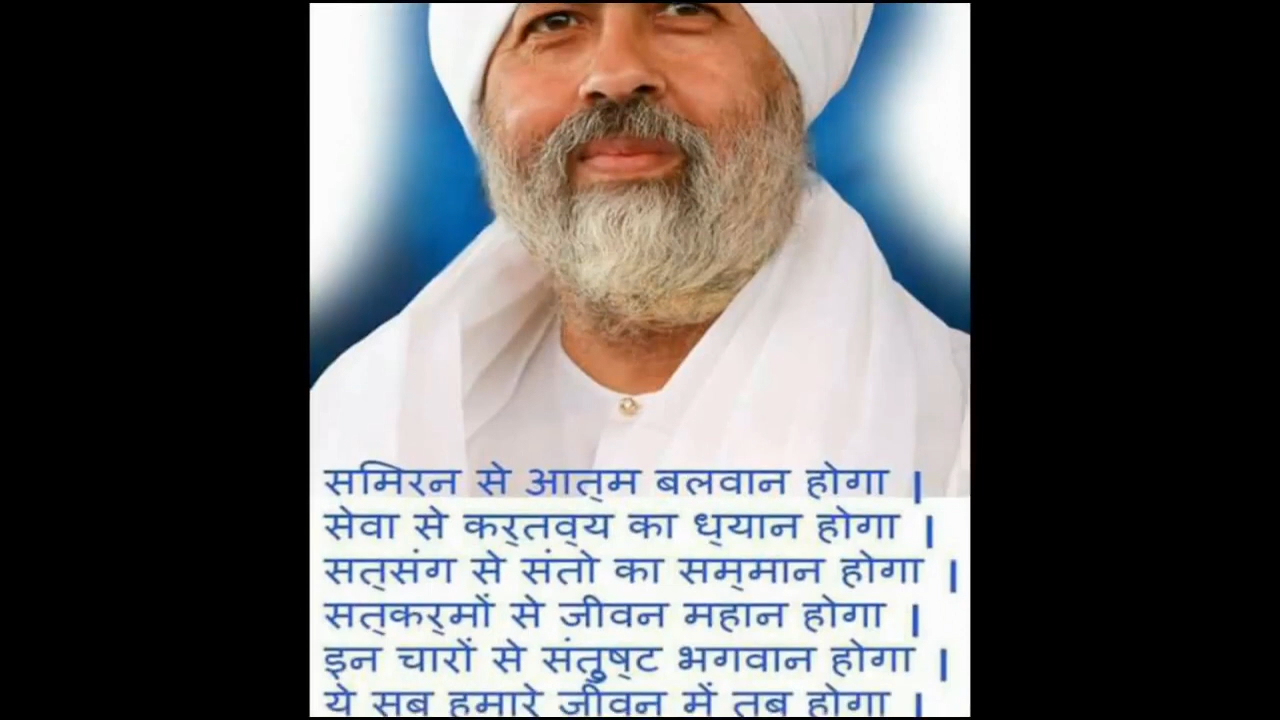 समिरन से आत्‌म बलवान होगा |
सेवा से कर्‌तव्‌य का ध्‌यान होगा |
सत्‌संग से संतो का सम्‌मान होगा |
सत्‌कर्‌मों से जीवन महान होगा |
इन चारों से संतुष्‌ट भगवान होगा |
ये सब हमारे जीवन में तब होगा |